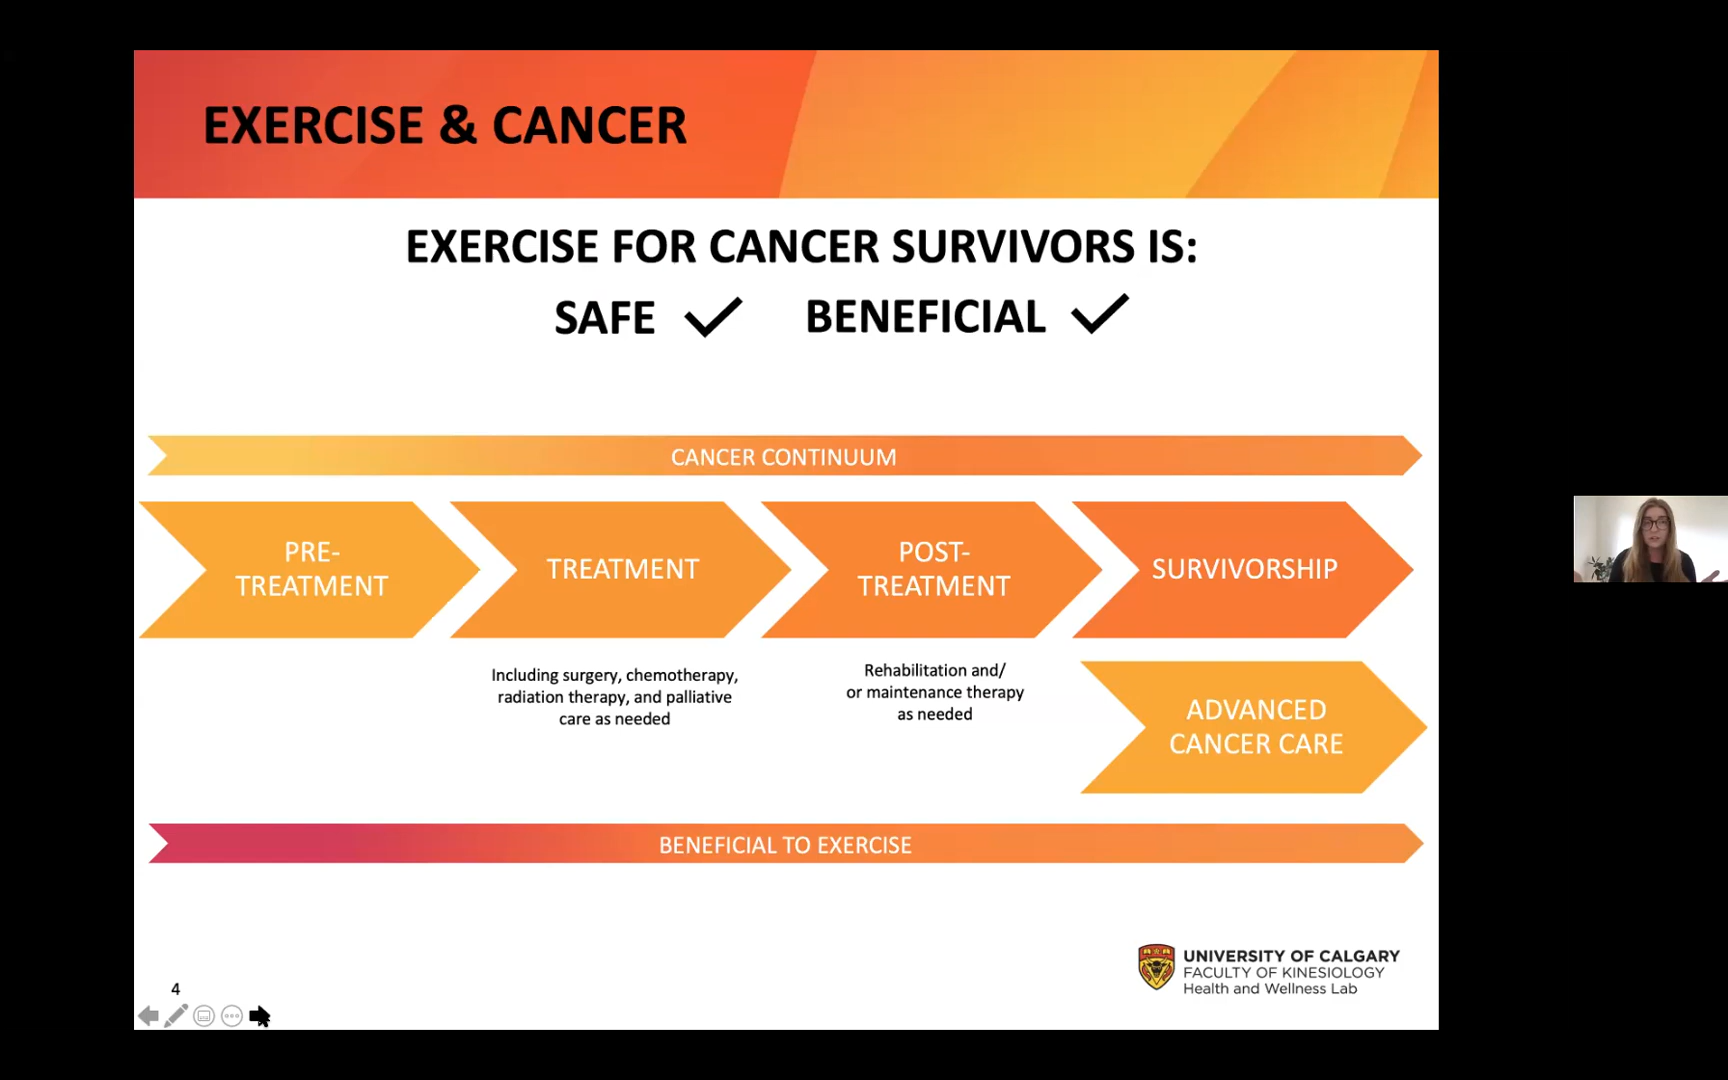 EXERCISE & CANCER
EXERCISE FOR CANCER SURVIVORS IS:
SAFE BENEFICIAL
CANCER CONTINUUM
PRE-
TREATMENT
TREATMENT
POST-
TREATMENT
SURVIVORSHIP
Including surgery, chemotherapy,
radiation therapy, and palliative
care as needed
Rehabilitation and/
or maintenance therapy
as needed
ADVANCED
CANCER CARE
BENEFICIAL TO EXERCISE
UNIVERSITY OF CALGARY
FACULTY OF KINESIOLOGY
Health and Wellness Lab
4